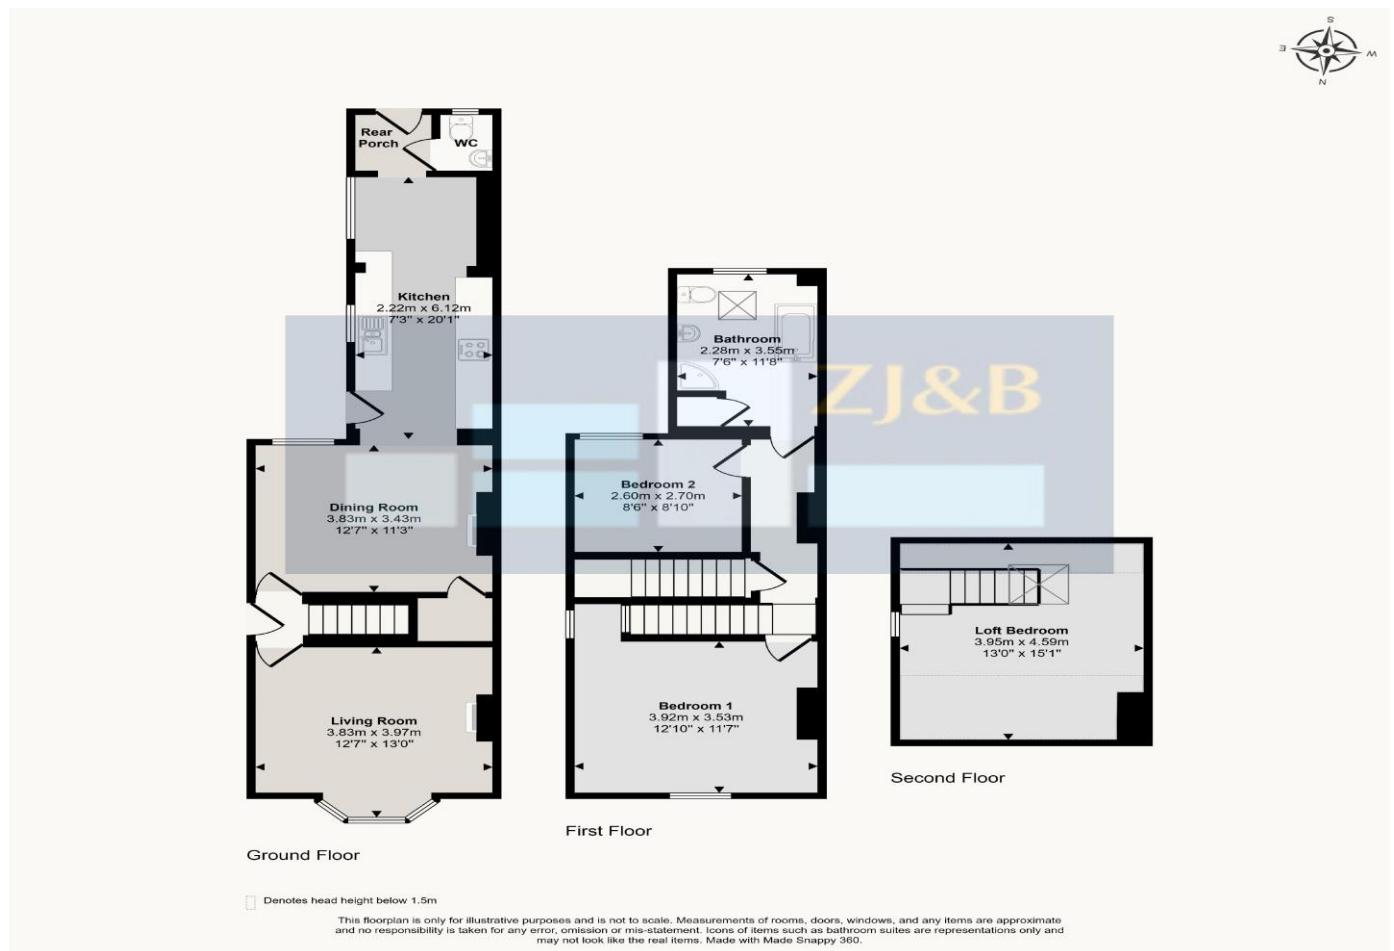 S
E
W
N
Rear
Porch
WC
Kitchen
2.22m x 6.12m
7'3" x 20'1"
Bathroom
2.28m x 3.55m
7'6" x 11'8"
ZJ&B
Bedroom 2
2.60m x 2.70m
8'6" x 8'10"
Dining Room
3.83m x 3.43m
12'7" x 11'3"
Loft Bedroom
3.95m x 4.59m
13'0" x 15'1"
Living Room
3.83m x 3.97m
12'7" x 13'0"
Bedroom 1
3.92m x 3.53m
12'10" x 11'7"
Second Floor
First Floor
Ground Floor
Denotes head height below 1.5m
This floorplan is only for illustrative purposes and is not to scale. Measurements of rooms, doors, windows, and any items are approximate
and no responsibility is taken for any error, omission or mis-statement. Icons of items such as bathroom suites are representations only and
may not look like the real items. Made with Made Snappy 360.